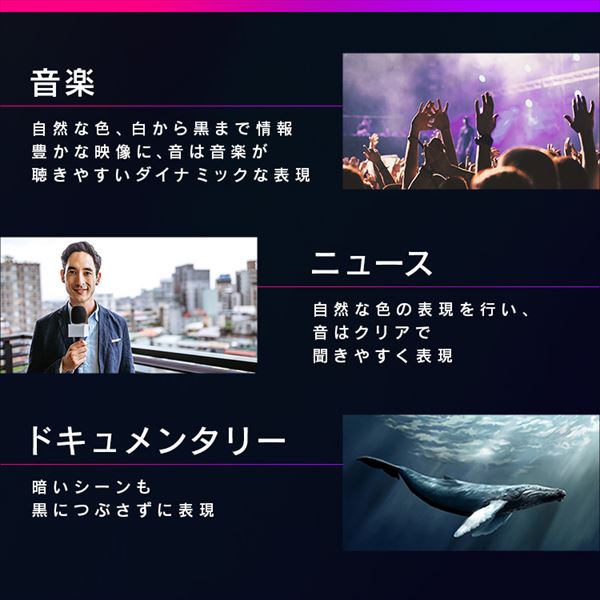 音楽
自然な色、白から黒まで情報
豊かな映像に、音は音楽が
聴きやすいダイナミックな表現
ニュース
自然な色の表現を行い、
音はクリアで
聞きやすく表現
ドキュメンタリー
暗いシーンも
黒につぶさずに表現